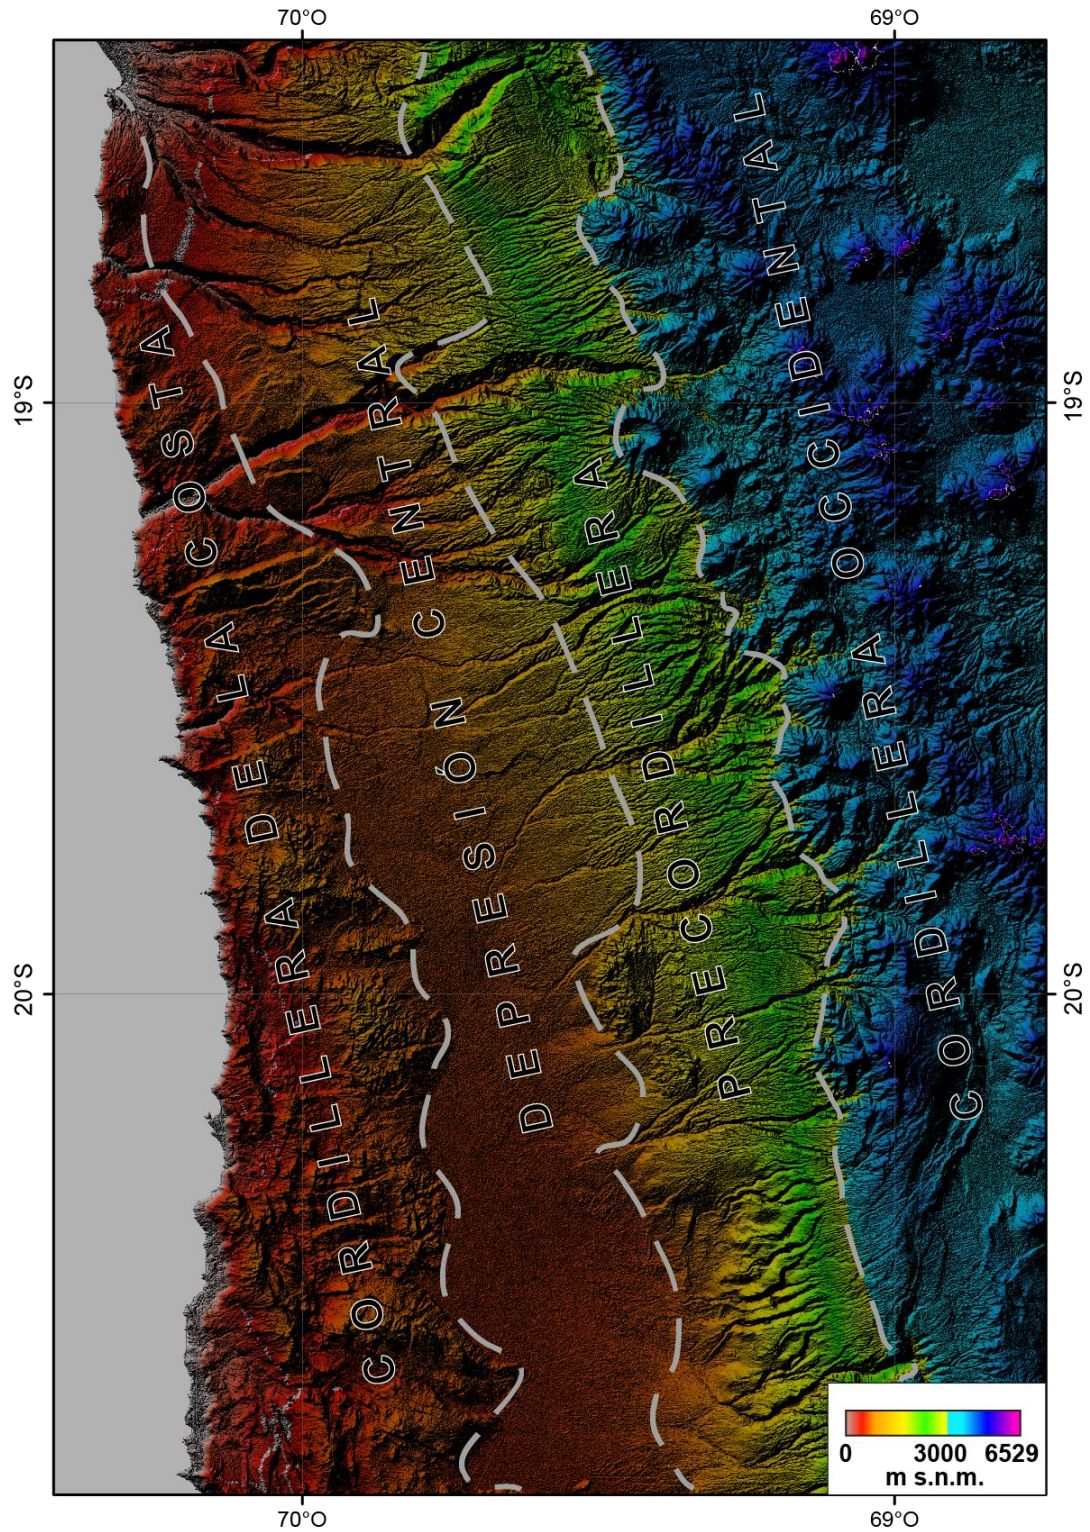 70°O 69°O
19°S 19°S
20°S 20°S
CORDILLERA DE LA COSTA
DEPRESIÓN CENTRAL
PRECORDILLERA
CORDILLERA OCCIDENTAL
0 3000 6529
m s.n.m.
70°O 69°O